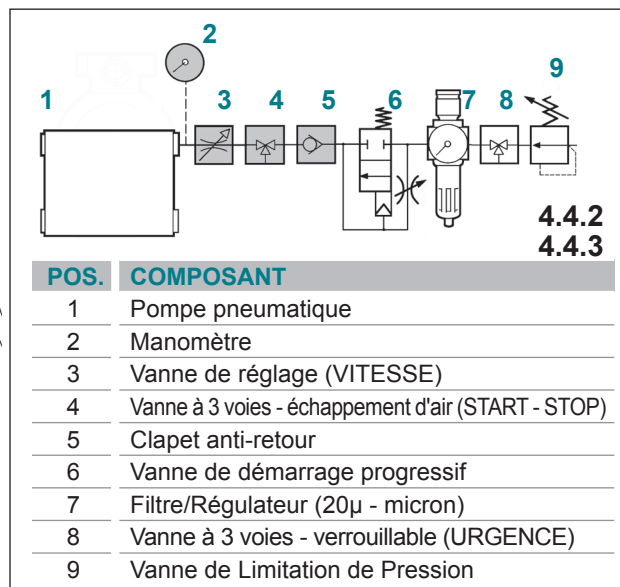 2
1
3
4
5
6
7
8
9
4.4.2
4.4.3
POS. COMPOSANT
1 Pompe pneumatique
2 Manomètre
3 Vanne de réglage (VITESSE)
4 Vanne à 3 voies - échappement d'air (START - STOP)
5 Clapet anti-retour
6 Vanne de démarrage progressif
7 Filtre/Régulateur (20µ - micron)
8 Vanne à 3 voies - verrouillable (URGENCE)
9 Vanne de Limitation de Pression